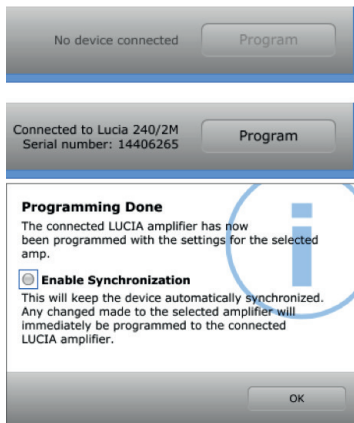 No device connected
Program
Connected to Lucia 240/2M
Serial number: 14406265
Program
Programming Done
The connected LUCIA amplifier has now
been programmed with the settings for the selected
amp.
Enable Synchronization
This will keep the device automatically synchronized.
Any changed made to the selected amplifier will
immediately be programmed to the connected
LUCIA amplifier.
OK